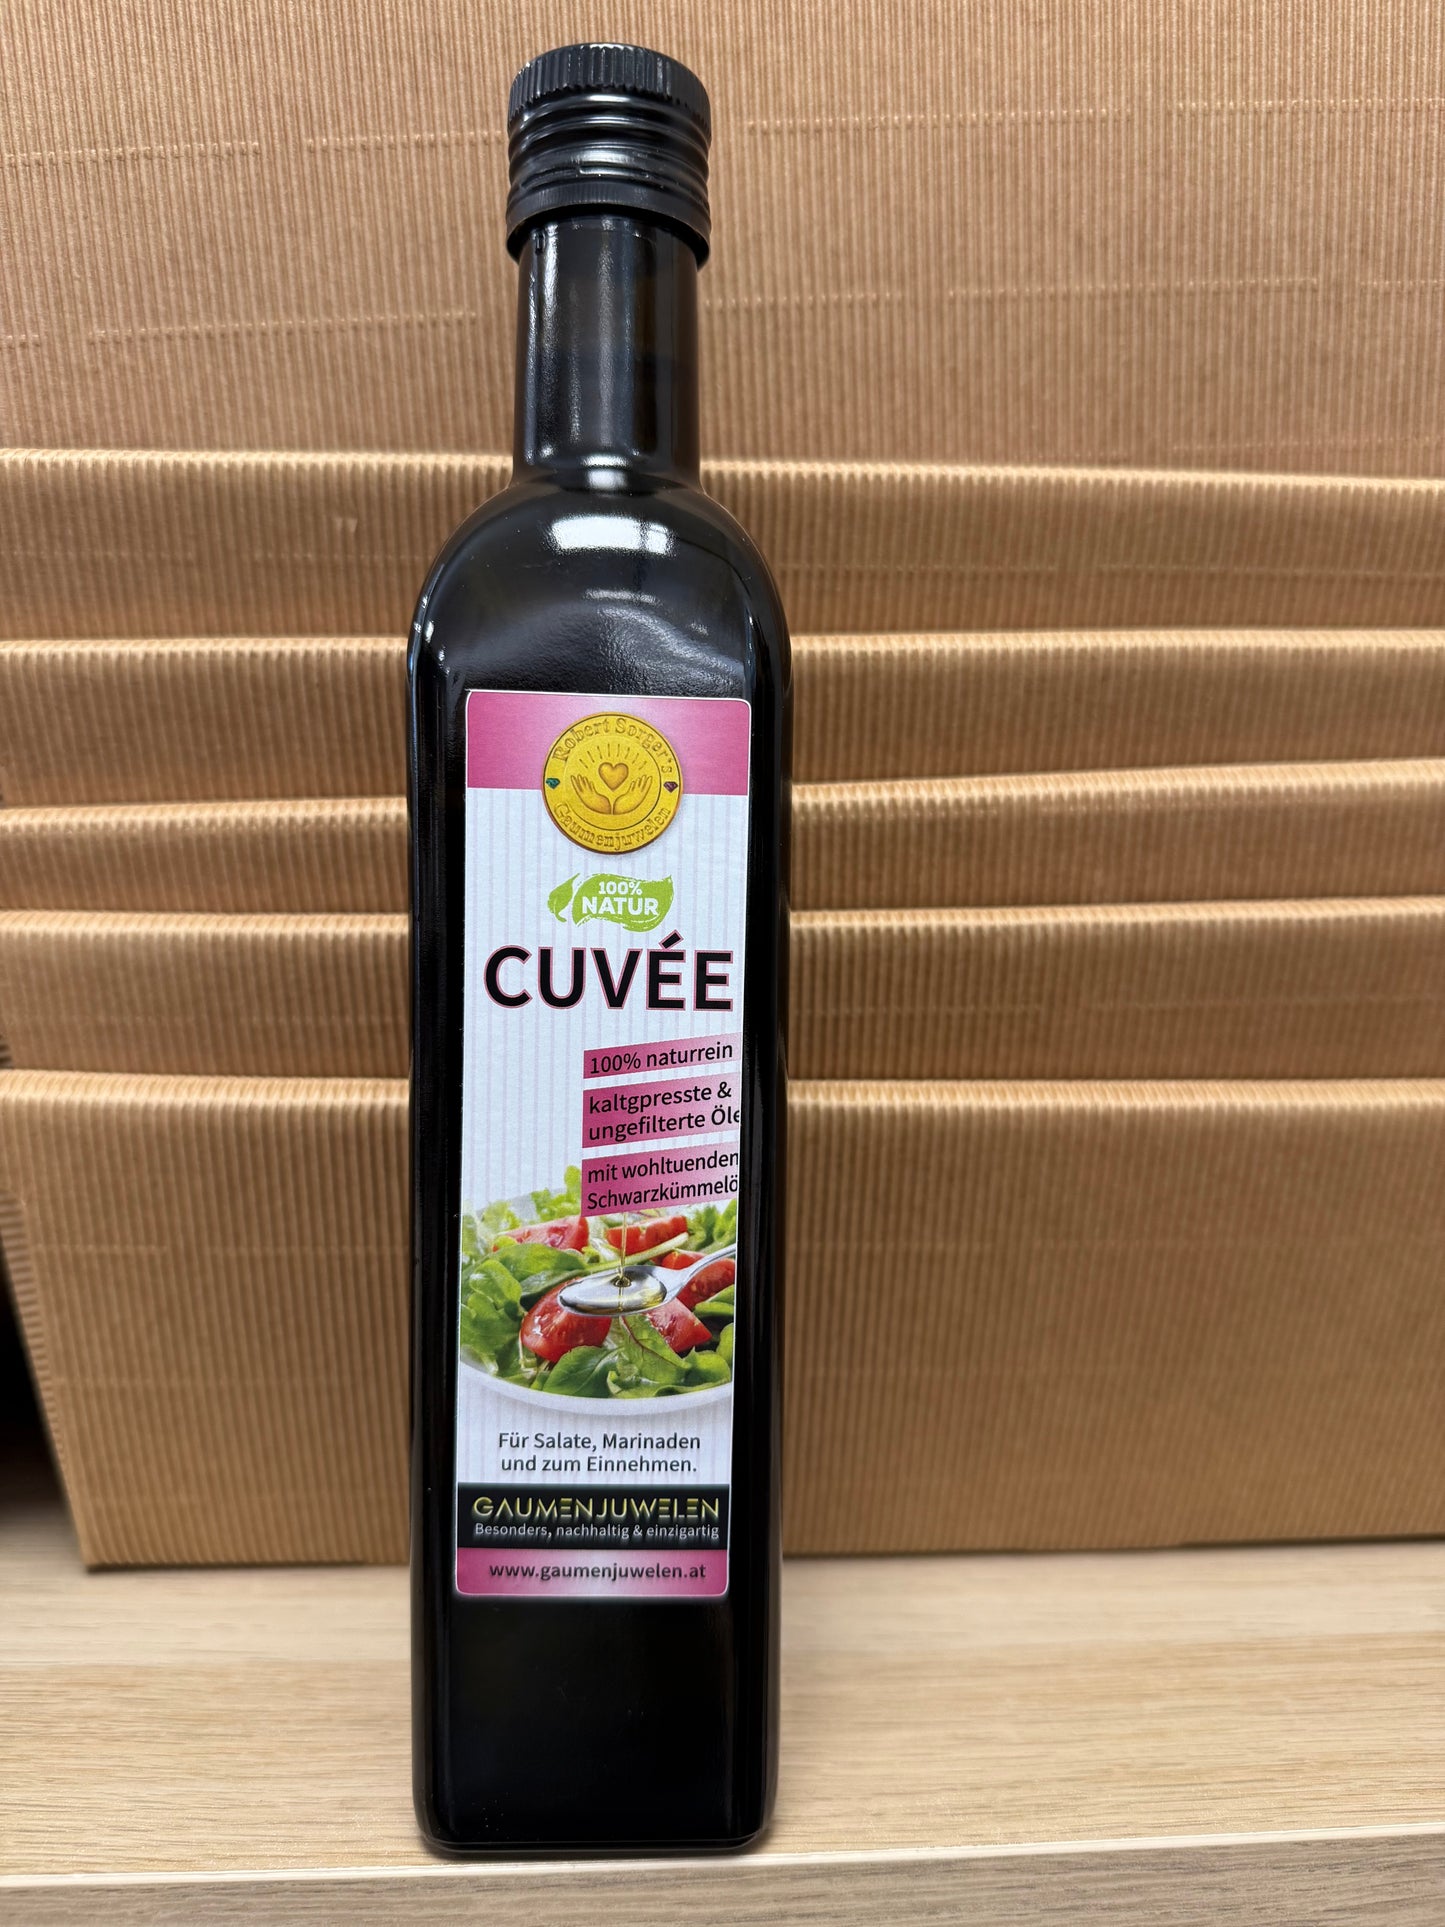 Robert Sorger's
Gaumenjuwelen
100%
NATUR
CUVÉE
100% naturrein
kaltgepresste &
ungefilterte Öle
mit wohltuenden
Schwarzkümmelö
Für Salate, Marinaden
und zum Einnehmen.
GAUMENJUWELEN
Besonders, nachhaltig & einzigartig
www.gaumenjuwelen.at